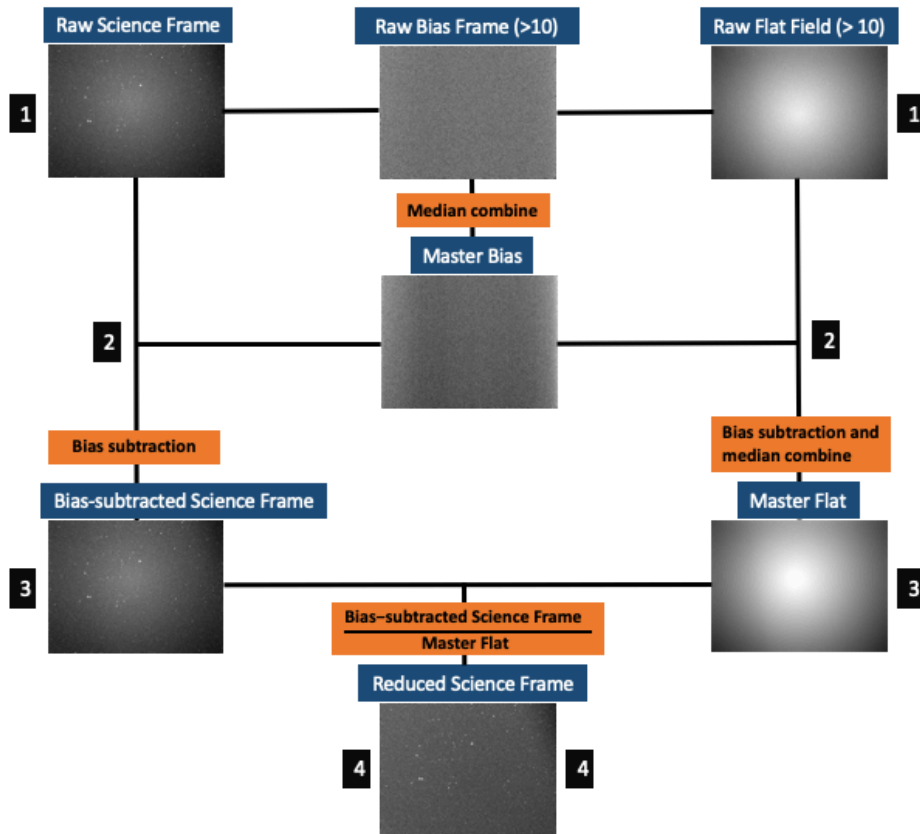 Raw Science Frame
Raw Bias Frame (>10)
Raw Flat Field (> 10)
1
1
Median combine
Master Bias
2
2
Bias subtraction
Bias subtraction and
median combine
Bias-subtracted Science Frame
Master Flat
3
3
Bias–subtracted Science Frame
Master Flat
Reduced Science Frame
4
4